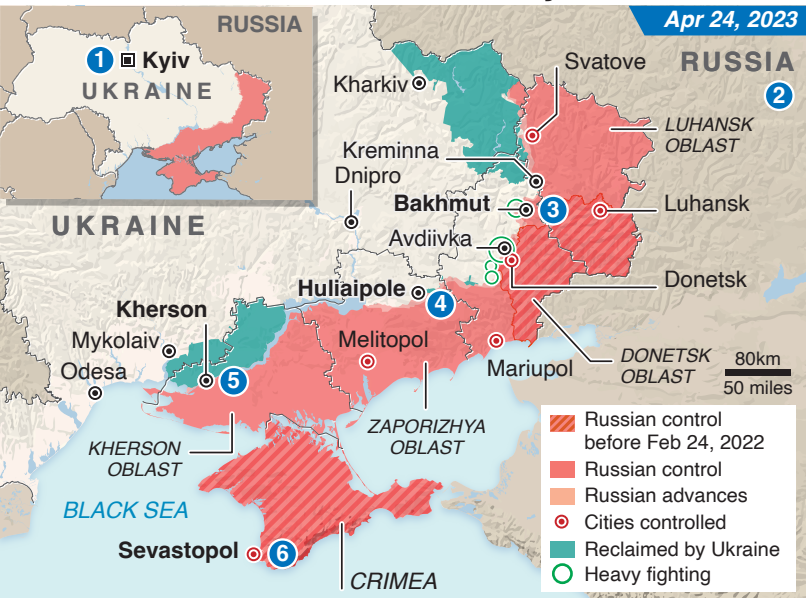 Apr 24, 2023
RUSSIA
1
Kyiv
UKRAINE
RUSSIA
2
Svatove
Kharkiv
LUHANSK
OBLAST
Kreminna
Dnipro
Bakhmut
3
Luhansk
UKRAINE
Avdiivka
Donetsk
Huliaipole
4
Kherson
Mykolaiv
Melitopol
Odesa
5
Mariupol
DONETSK
OBLAST
80km
50 miles
ZAPORIZHYA
OBLAST
KHERSON
OBLAST
BLACK SEA
Sevastopol
6
CRIMEA
Russian control
before Feb 24, 2022
Russian control
Russian advances
Cities controlled
Reclaimed by Ukraine
Heavy fighting